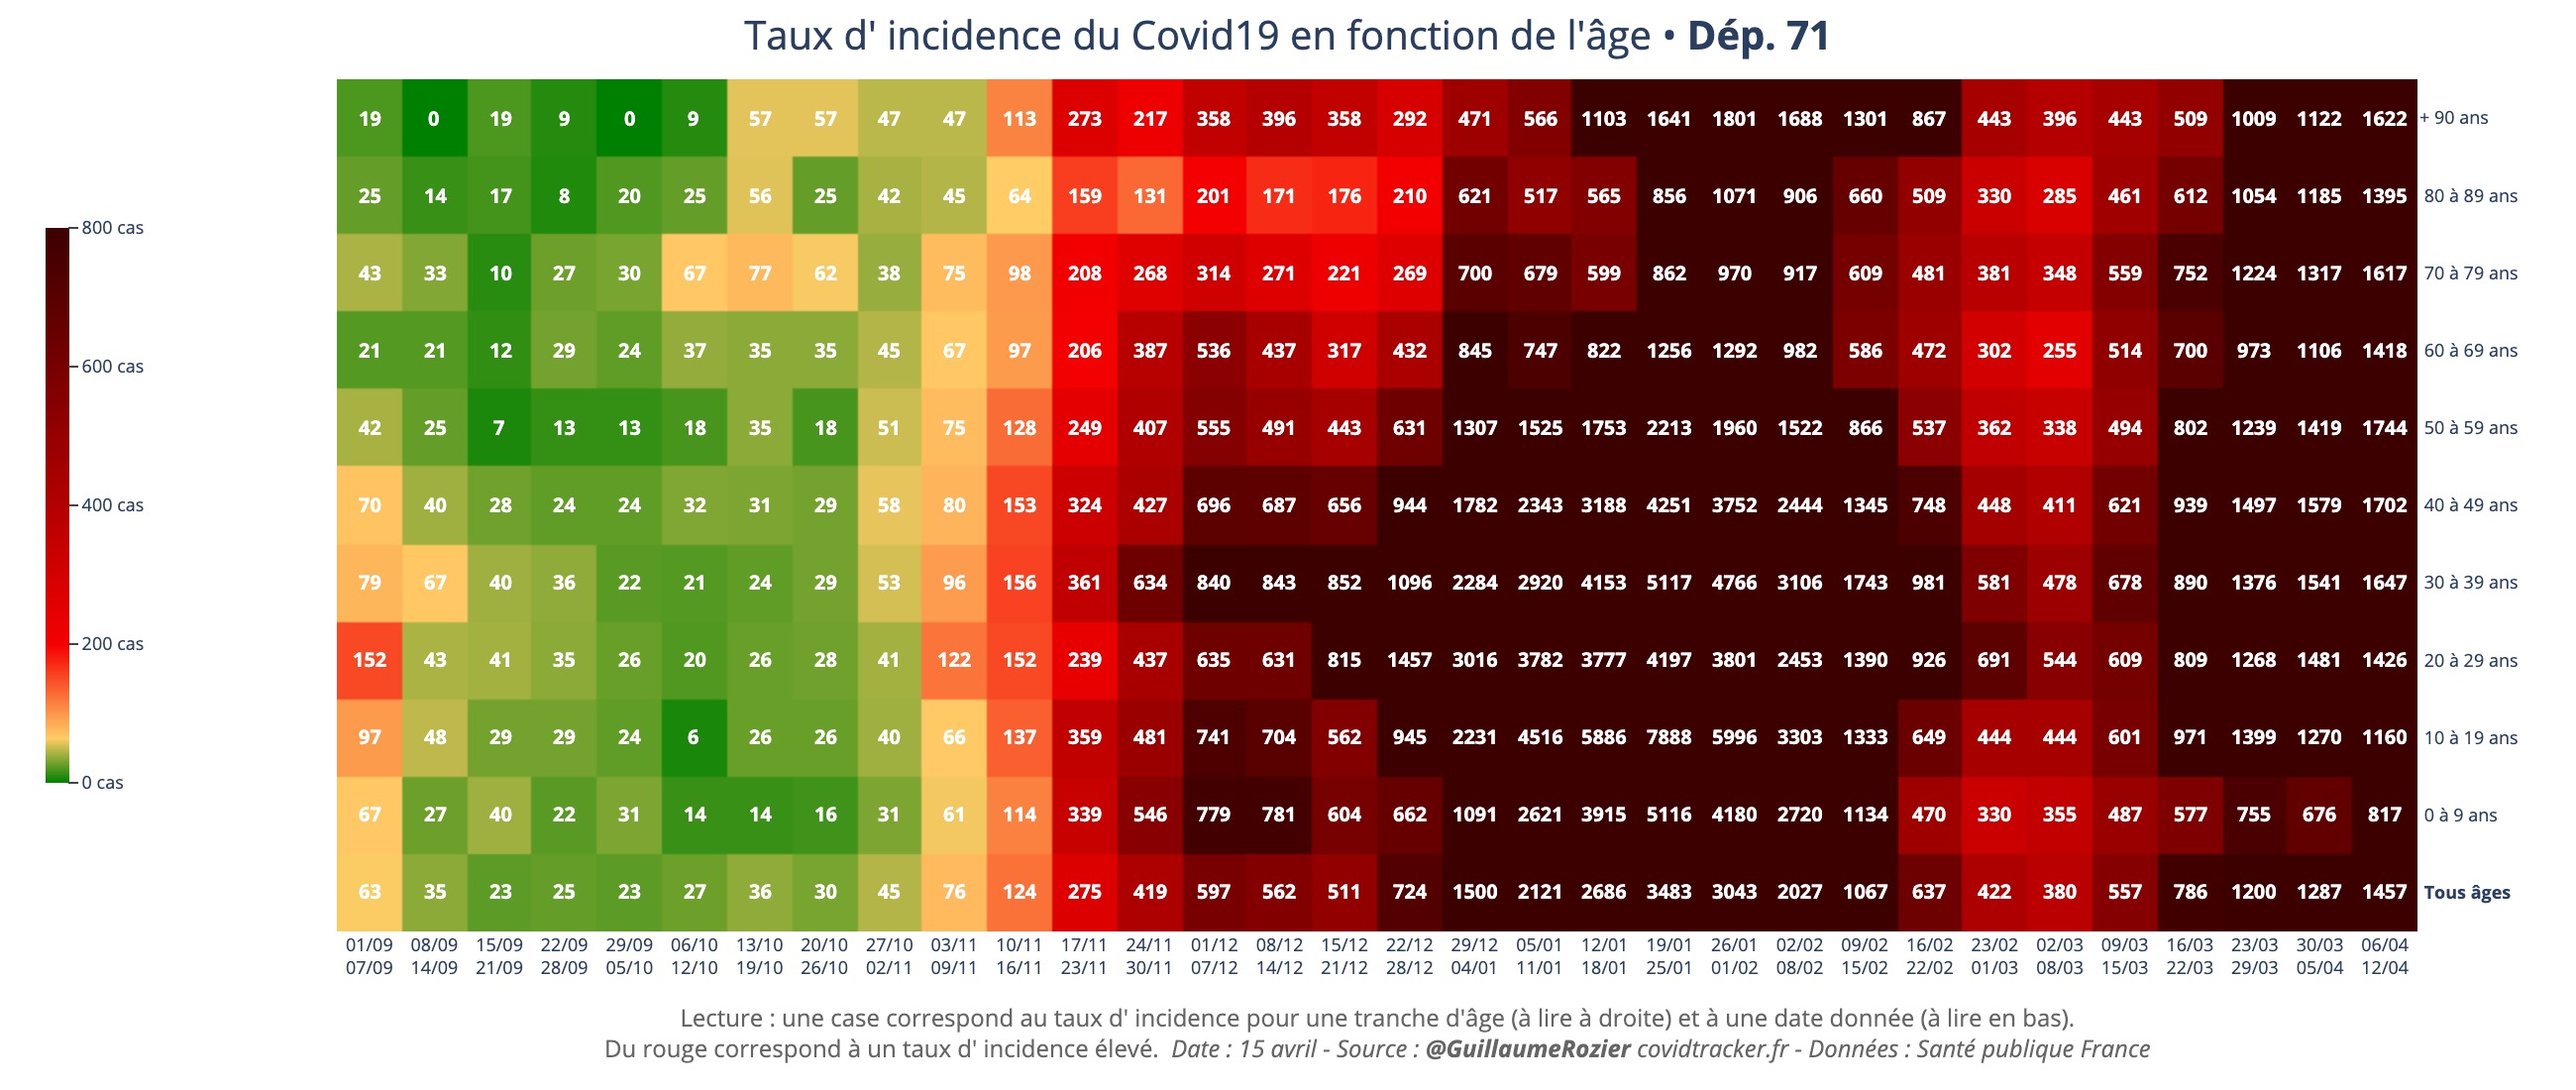 Taux d' incidence du Covid19 en fonction de l'âge • Dép. 71
19 0 19 9 0 9 57 57 47 47 113 273 217 358 396 358 292 471 566 1103 1641 1801 1688 1301 867 443 396 443 509 1009 1122 1622 + 90 ans
25 14 17 8 20 25 56 25 42 45 64 159 131 201 171 176 210 621 517 565 856 1071 906 660 509 330 285 461 612 1054 1185 1395 80 à 89 ans
800 cas
43 33 10 27 30 67 77 62 38 75 98 208 268 314 271 221 269 700 679 599 862 970 917 609 481 381 348 559 752 1224 1317 1617 70 à 79 ans
21 21 12 29 24 37 35 35 45 67 97 206 387 536 437 317 432 845 747 822 1256 1292 982 586 472 302 255 514 700 973 1106 1418 60 à 69 ans
600 cas
42 25 7 13 13 18 35 18 51 75 128 249 407 555 491 443 631 1307 1525 1753 2213 1960 1522 866 537 362 338 494 802 1239 1419 1744 50 à 59 ans
400 cas
70 40 28 24 24 32 31 29 58 80 153 324 427 696 687 656 944 1782 2343 3188 4251 3752 2444 1345 748 448 411 621 939 1497 1579 1702 40 à 49 ans
79 67 40 36 22 21 24 29 53 96 156 361 634 840 843 852 1096 2284 2920 4153 5117 4766 3106 1743 981 581 478 678 890 1376 1541 1647 30 à 39 ans
200 cas
152 43 41 35 26 20 26 28 41 122 152 239 437 635 631 815 1457 3016 3782 3777 4197 3801 2453 1390 926 691 544 609 809 1268 1481 1426 20 à 29 ans
97 48 29 29 24 6 26 26 40 66 137 359 481 741 704 562 945 2231 4516 5886 7888 5996 3303 1333 649 444 444 601 971 1399 1270 1160 10 à 19 ans
0 cas
67 27 40 22 31 14 14 16 31 61 114 339 546 779 781 604 662 1091 2621 3915 5116 4180 2720 1134 470 330 355 487 577 755 676 817 0 à 9 ans
63 35 23 25 23 27 36 30 45 76 124 275 419 597 562 511 724 1500 2121 2686 3483 3043 2027 1067 637 422 380 557 786 1200 1287 1457 Tous âges
01/09 08/09 15/09 22/09 29/09 06/10 13/10 20/10 27/10 03/11 10/11 17/11 24/11 01/12 08/12 15/12 22/12 29/12 05/01 12/01 19/01 26/01 02/02 09/02 16/02 23/02 02/03 09/03 16/03 23/03 30/03 06/04
07/09 14/09 21/09 28/09 05/10 12/10 19/10 26/10 02/11 09/11 16/11 23/11 30/11 07/12 14/12 21/12 28/12 04/01 11/01 18/01 25/01 01/02 08/02 15/02 22/02 01/03 08/03 15/03 22/03 29/03 05/04 12/04
Lecture : une case correspond au taux d' incidence pour une tranche d'âge (à lire à droite) et à une date donnée (à lire en bas).
Du rouge correspond à un taux d' incidence élevé. Date : 15 avril - Source : @GuillaumeRozier covidtracker.fr - Données : Santé publique France